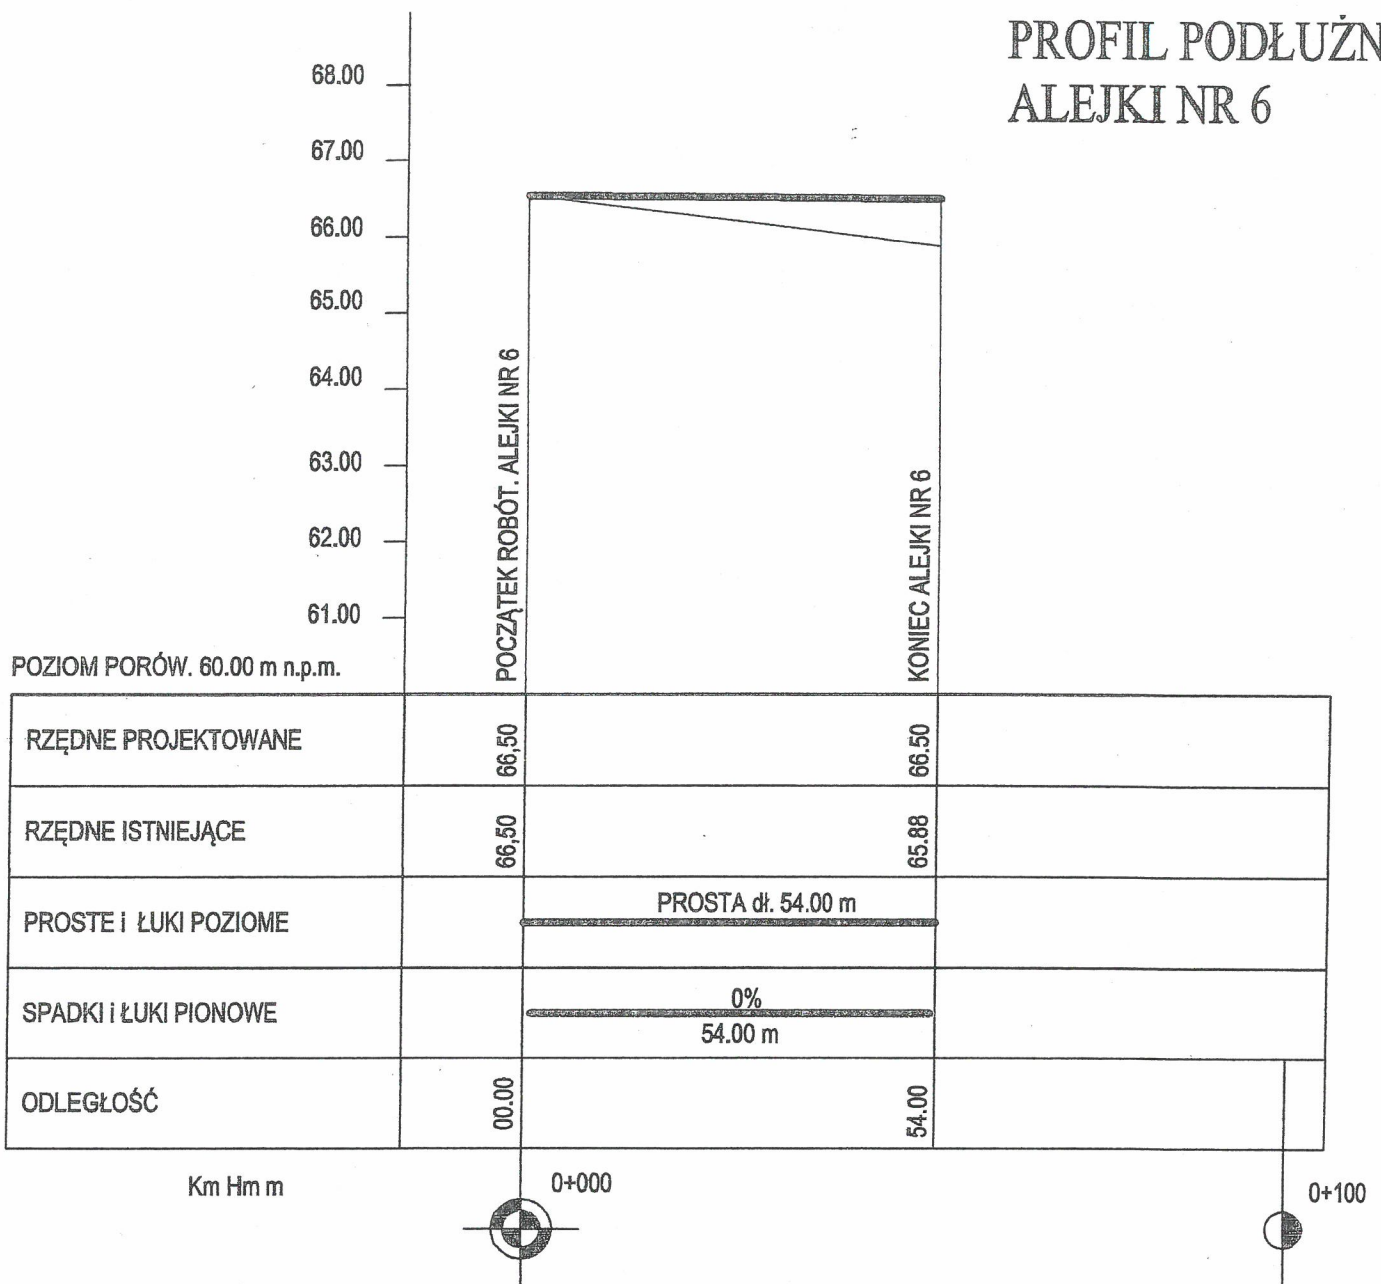 PROFIL PODŁUŻN
ALEJKI NR 6
68.00
67.00
66.00
65.00
64.00
63.00
62.00
61.00
POCZĄTEK ROBÓT. ALEJKI NR 6
KONIEC ALEJKI NR 6
POZIOM PORÓW. 60.00 m n.p.m.
RZĘDNE PROJEKTOWANE
66,50
66.50
RZĘDNE ISTNIEJĄCE
66,50
65.88
PROSTE i ŁUKI POZIOME
PROSTA dł. 54.00 m
SPADKI i ŁUKI PIONOWE
0%
54.00 m
ODLEGŁOŚĆ
00.00
54.00
Km Hm m
0+000
0+100